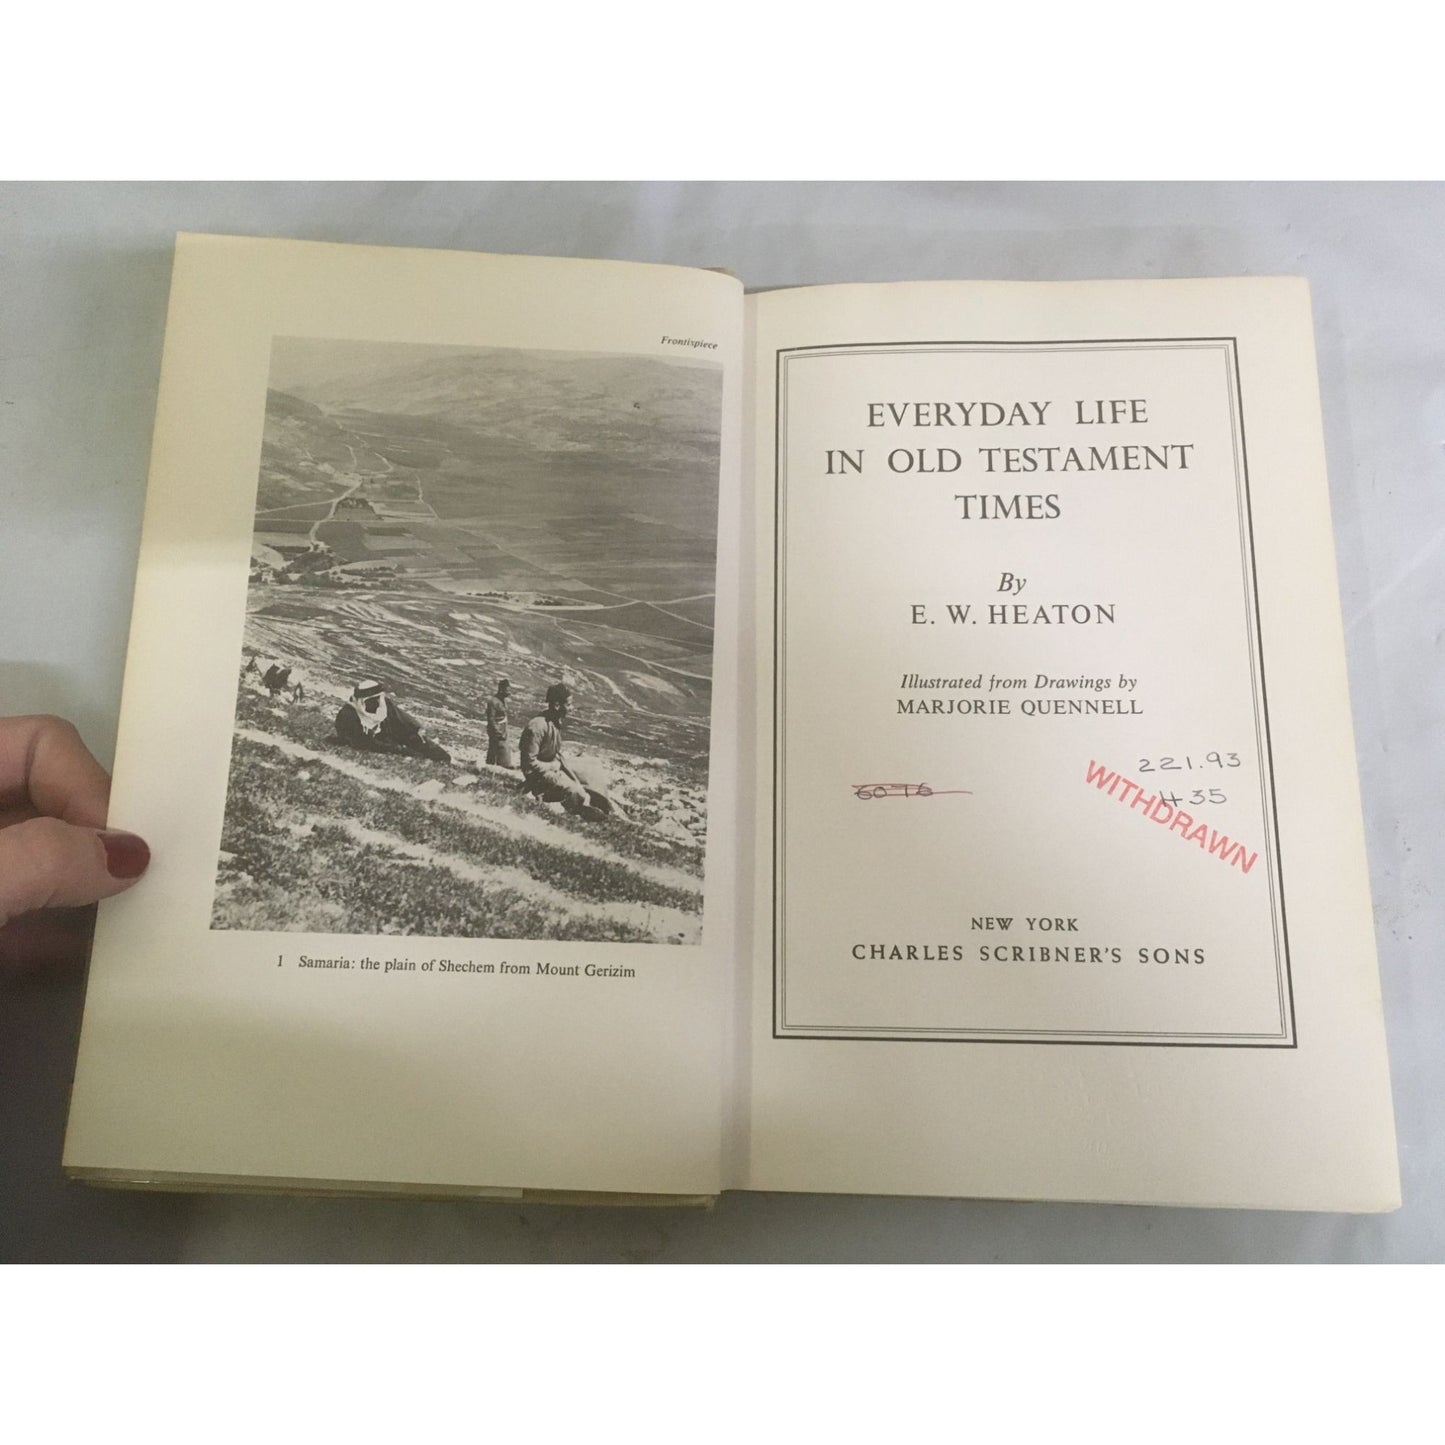 Frontispiece
1 Samaria: the plain of Shechem from Mount Gerizim
EVERYDAY LIFE
IN OLD TESTAMENT
TIMES
By
E. W. HEATON
Illustrated from Drawings by
MARJORIE QUENNELL
221.93
6076
H35
WITHDRAWN
NEW YORK
CHARLES SCRIBNER'S SONS